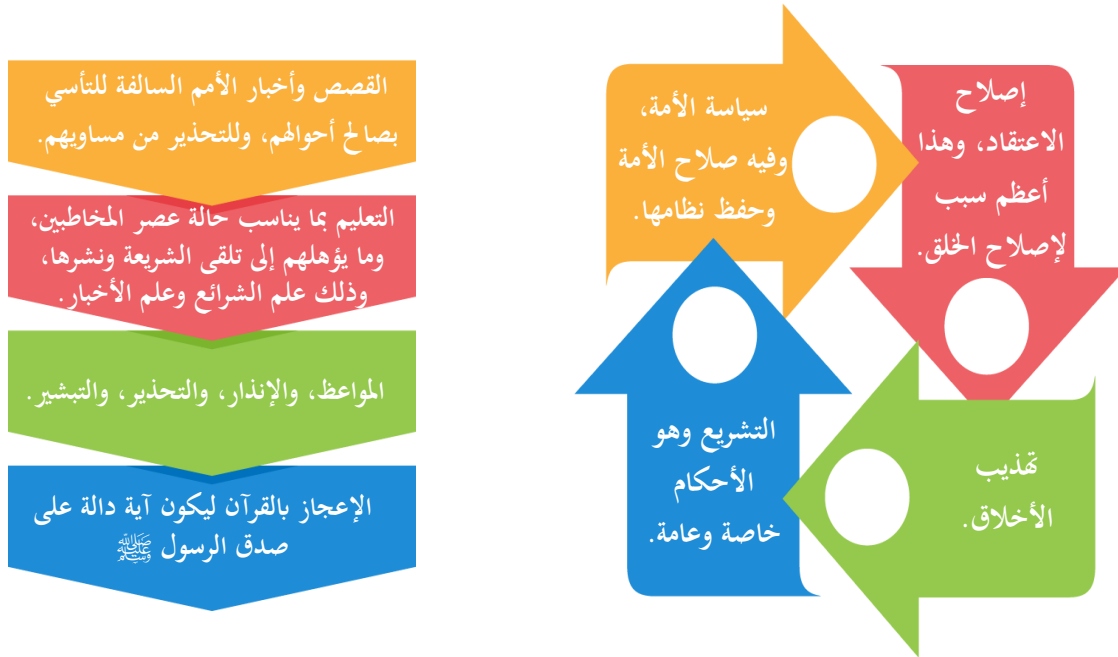 إصلاح
الاعتقاد، وهذا
أعظم سبب
لإصلاح الخلق.
تهذيب
الأخلاق.
التشريع وهو
الأحكام
خاصة وعامة.
سياسة الأمة،
وفيه صلاح الأمة
وحفظ نظامها.
القصص وأخبار الأمم السالفة للتأسي
بصالح أحوالهم، وللتحذير من مساويهم.
التعليم بما يناسب حالة عصر المخاطبين،
وما يؤهلهم إلى تلقى الشريعة ونشرها،
وذلك علم الشرائع وعلم الأخبار.
المواعظ، والإنذار، والتحذير، والتبشير.
الإعجاز بالقرآن ليكون آية دالة على
صدق الرسول ﷺ